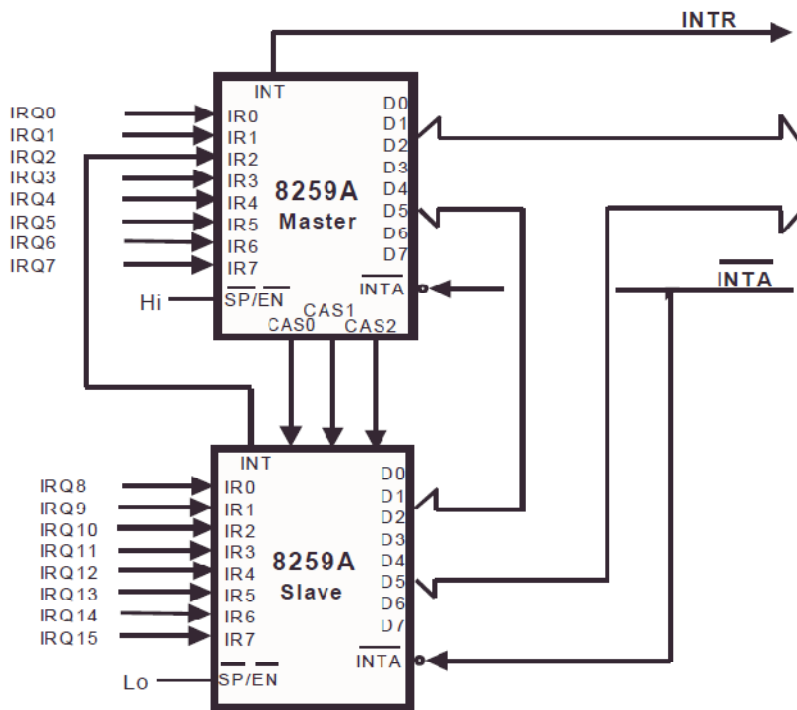 INTR
INT
IRQ0
IRQ1
IRQ2
IRQ3
IRQ4
IRQ5
IRQ6
IRQ7
IR0
IR1
IR2
IR3
IR4
IR5
IR6
IR7
8259A
Master
D0
D1
D2
D3
D4
D5
D6
D7
Hi
SP/EN
INTA
INTA
CAS0
CAS1
CAS2
INT
IRQ8
IRQ9
IRQ10
IRQ11
IRQ12
IRQ13
IRQ14
IRQ15
IR0
IR1
IR2
IR3
IR4
IR5
IR6
IR7
8259A
Slave
D0
D1
D2
D3
D4
D5
D6
D7
Lo
SP/EN
INTA